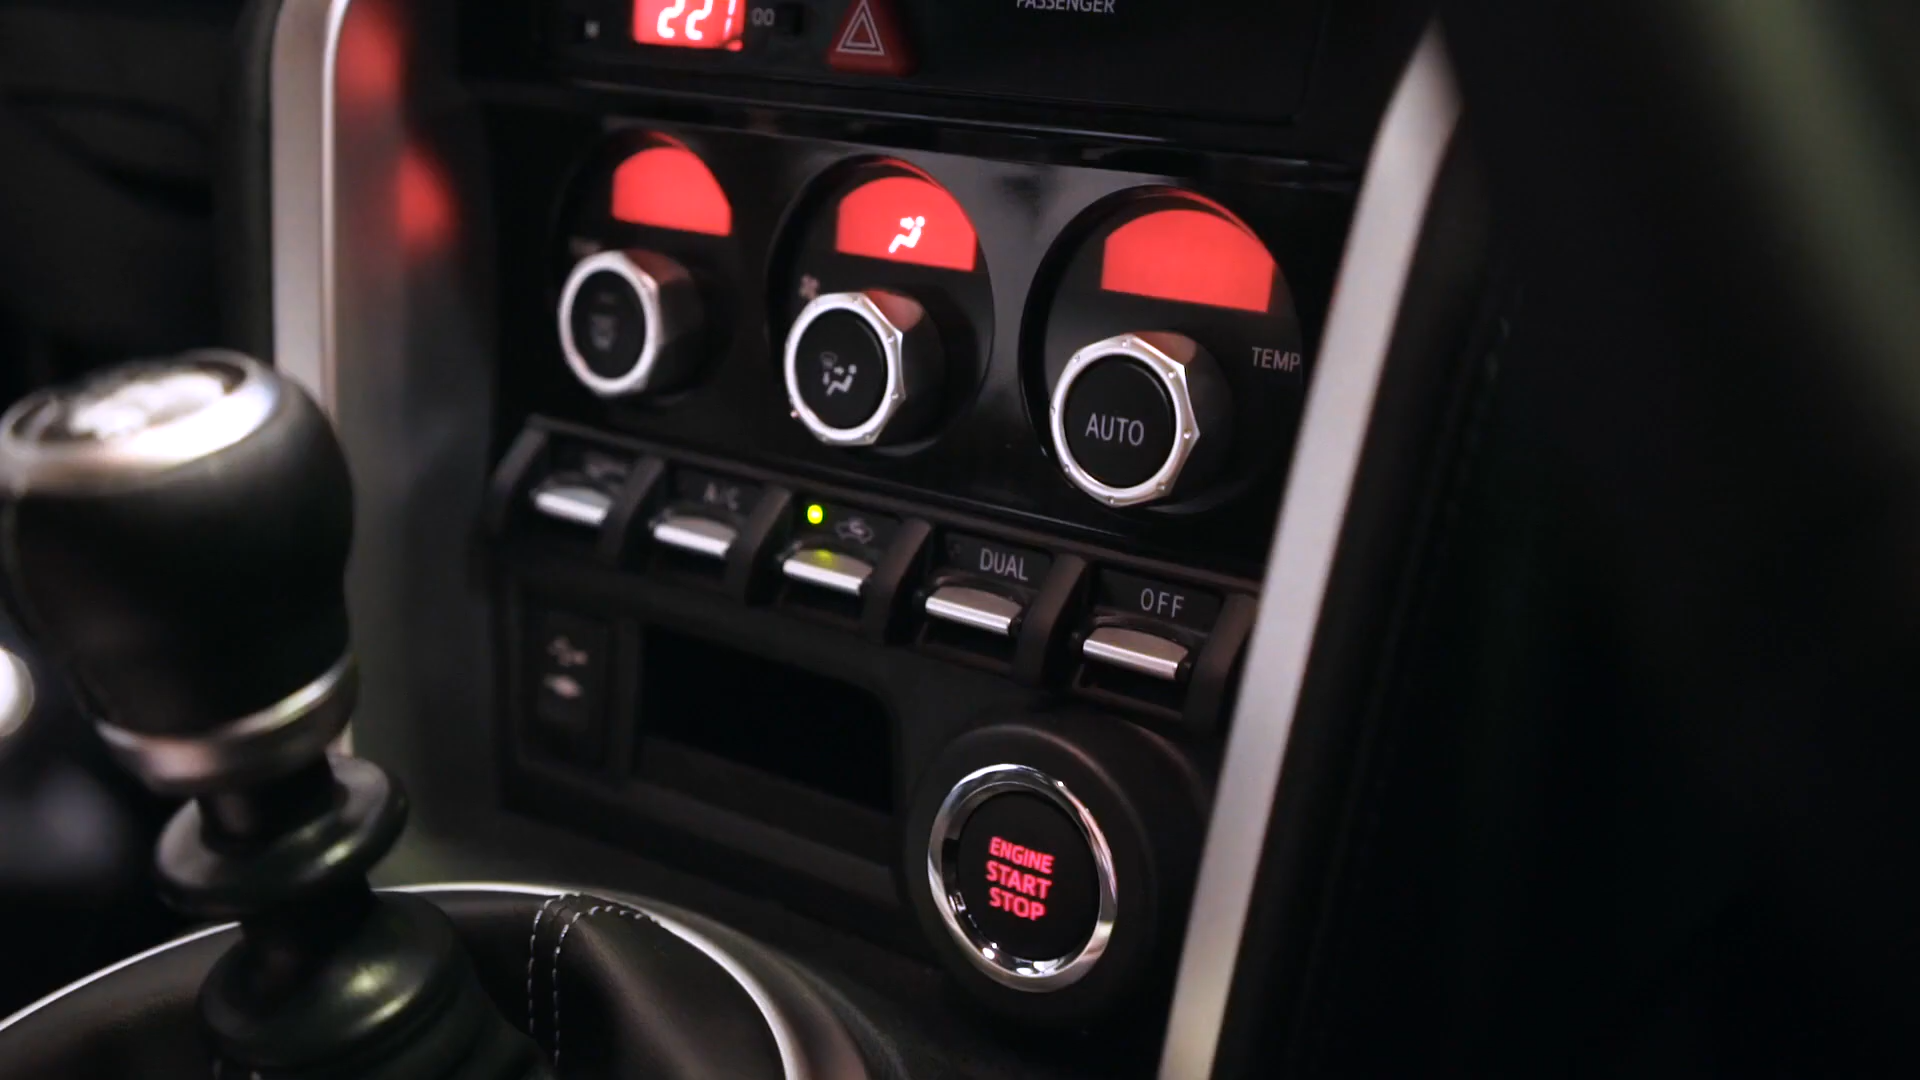 PASSENGER
TEMP
AUTO
A/C
DUAL
OFF
ENGINE
START
STOP